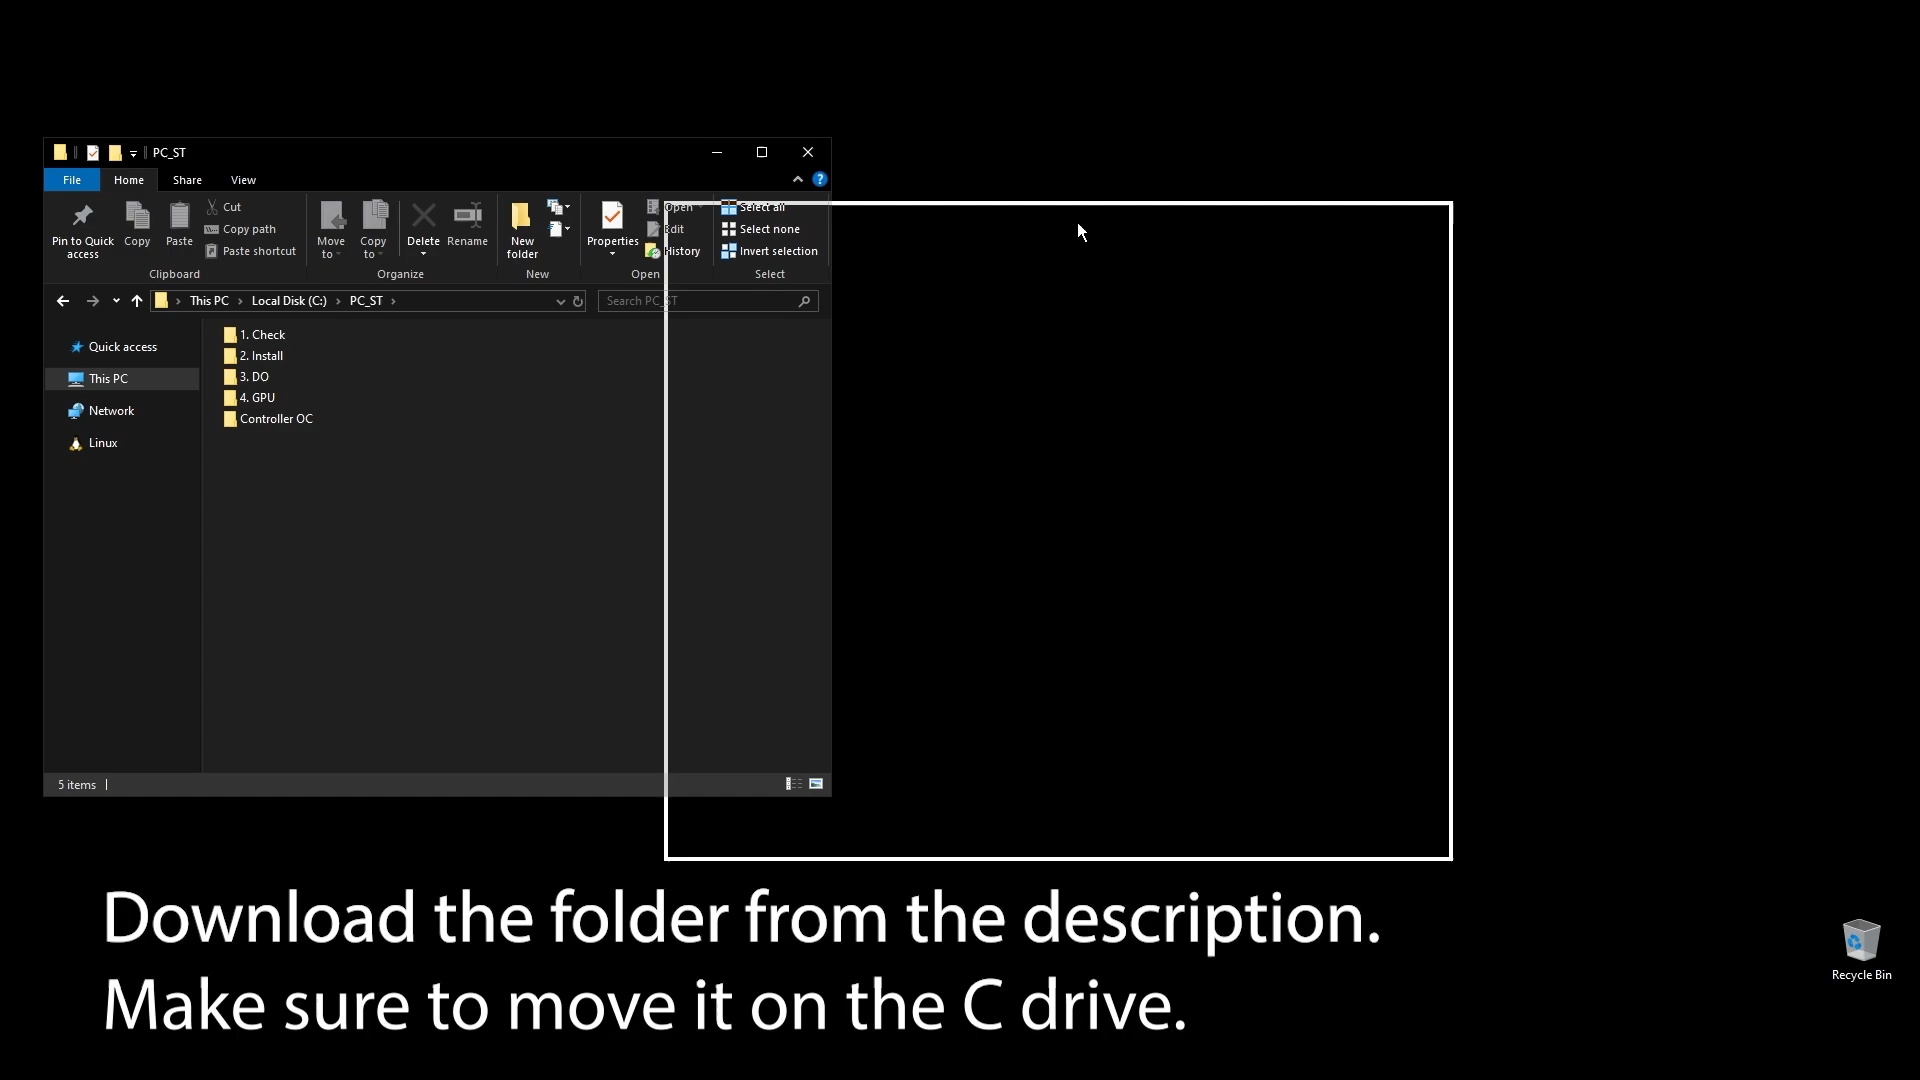 PC_ST
File Home Share View
Pin to Quick access
Copy
Paste
Cut
Copy path
Paste shortcut
Clipboard
Move to
Copy to
Delete
Rename
Organize
New folder
New
Properties
Open
Edit
History
Open
Select all
Select none
Invert selection
Select
This PC Local Disk (C:) PC_ST
Search PC_ST
Quick access
This PC
Network
Linux
1. Check
2. Install
3. DO
4. GPU
Controller OC
5 items
Download the folder from the description.
Make sure to move it on the C drive.
Recycle Bin